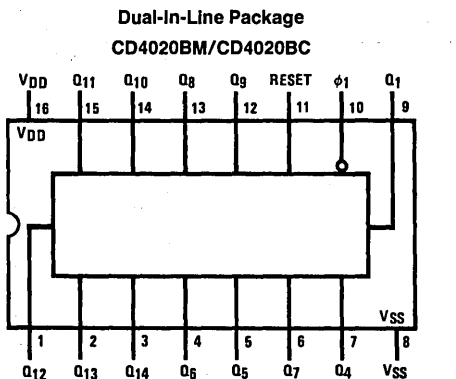 Dual-In-Line Package
CD4020BM/CD4020BC
VDD Q11 Q10 Q8 Q9 RESET ϕ1 Q1
16 15 14 13 12 11 10 9
VDD
VSS
1 2 3 4 5 6 7 8
Q12 Q13 Q14 Q6 Q5 Q7 Q4 VSS